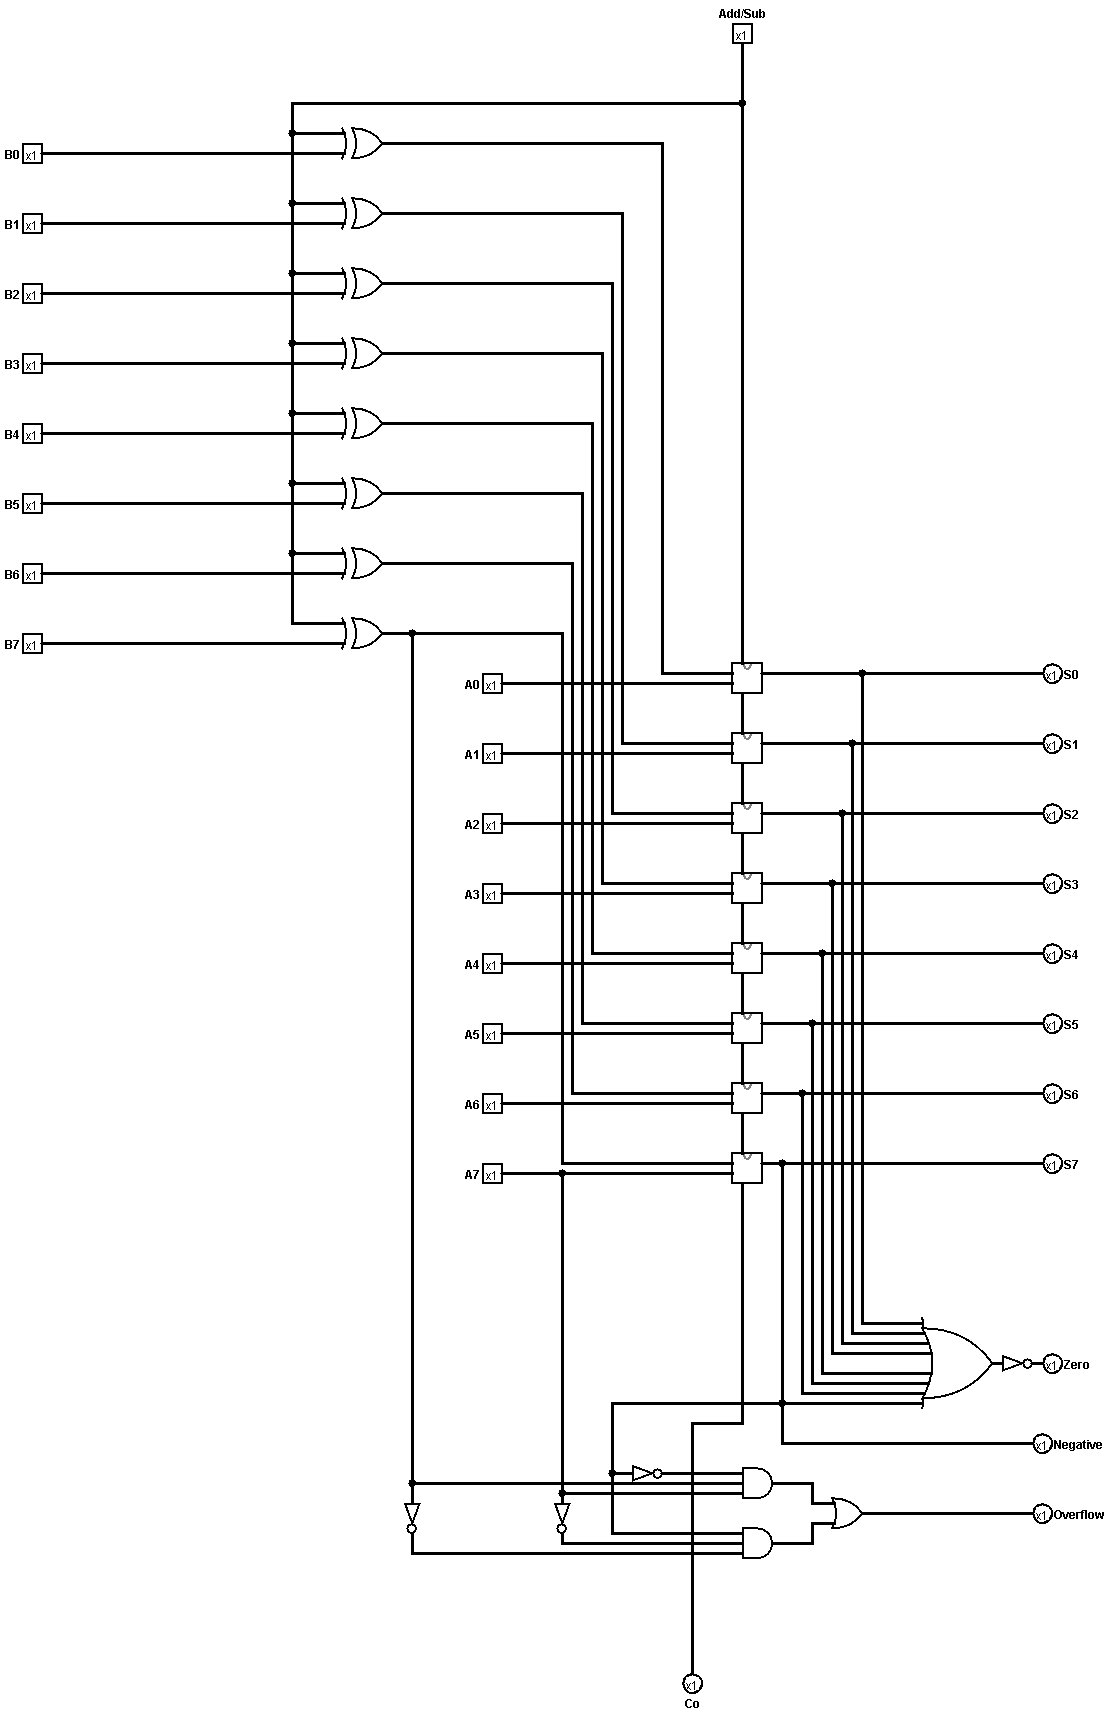 Add/Sub
x1
B0 x1
B1 x1
B2 x1
B3 x1
B4 x1
B5 x1
B6 x1
B7 x1
A0 x1 x1 S0
A1 x1 x1 S1
A2 x1 x1 S2
A3 x1 x1 S3
A4 x1 x1 S4
A5 x1 x1 S5
A6 x1 x1 S6
A7 x1 x1 S7
x1 Zero
x1 Negative
x1 Overflow
x1
Co